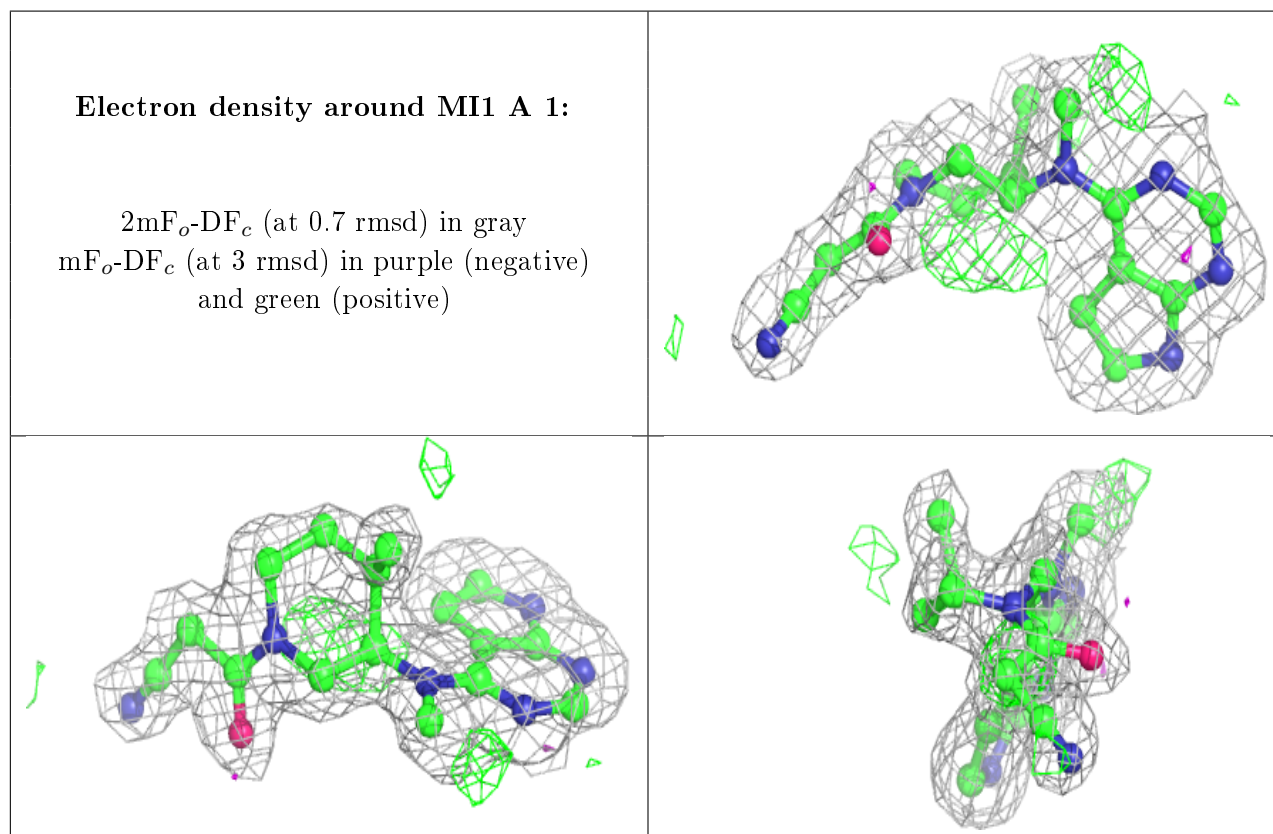 Electron density around MI1 A 1:
2mFo-DFc (at 0.7 rmsd) in gray
mFo-DFc (at 3 rmsd) in purple (negative)
and green (positive)